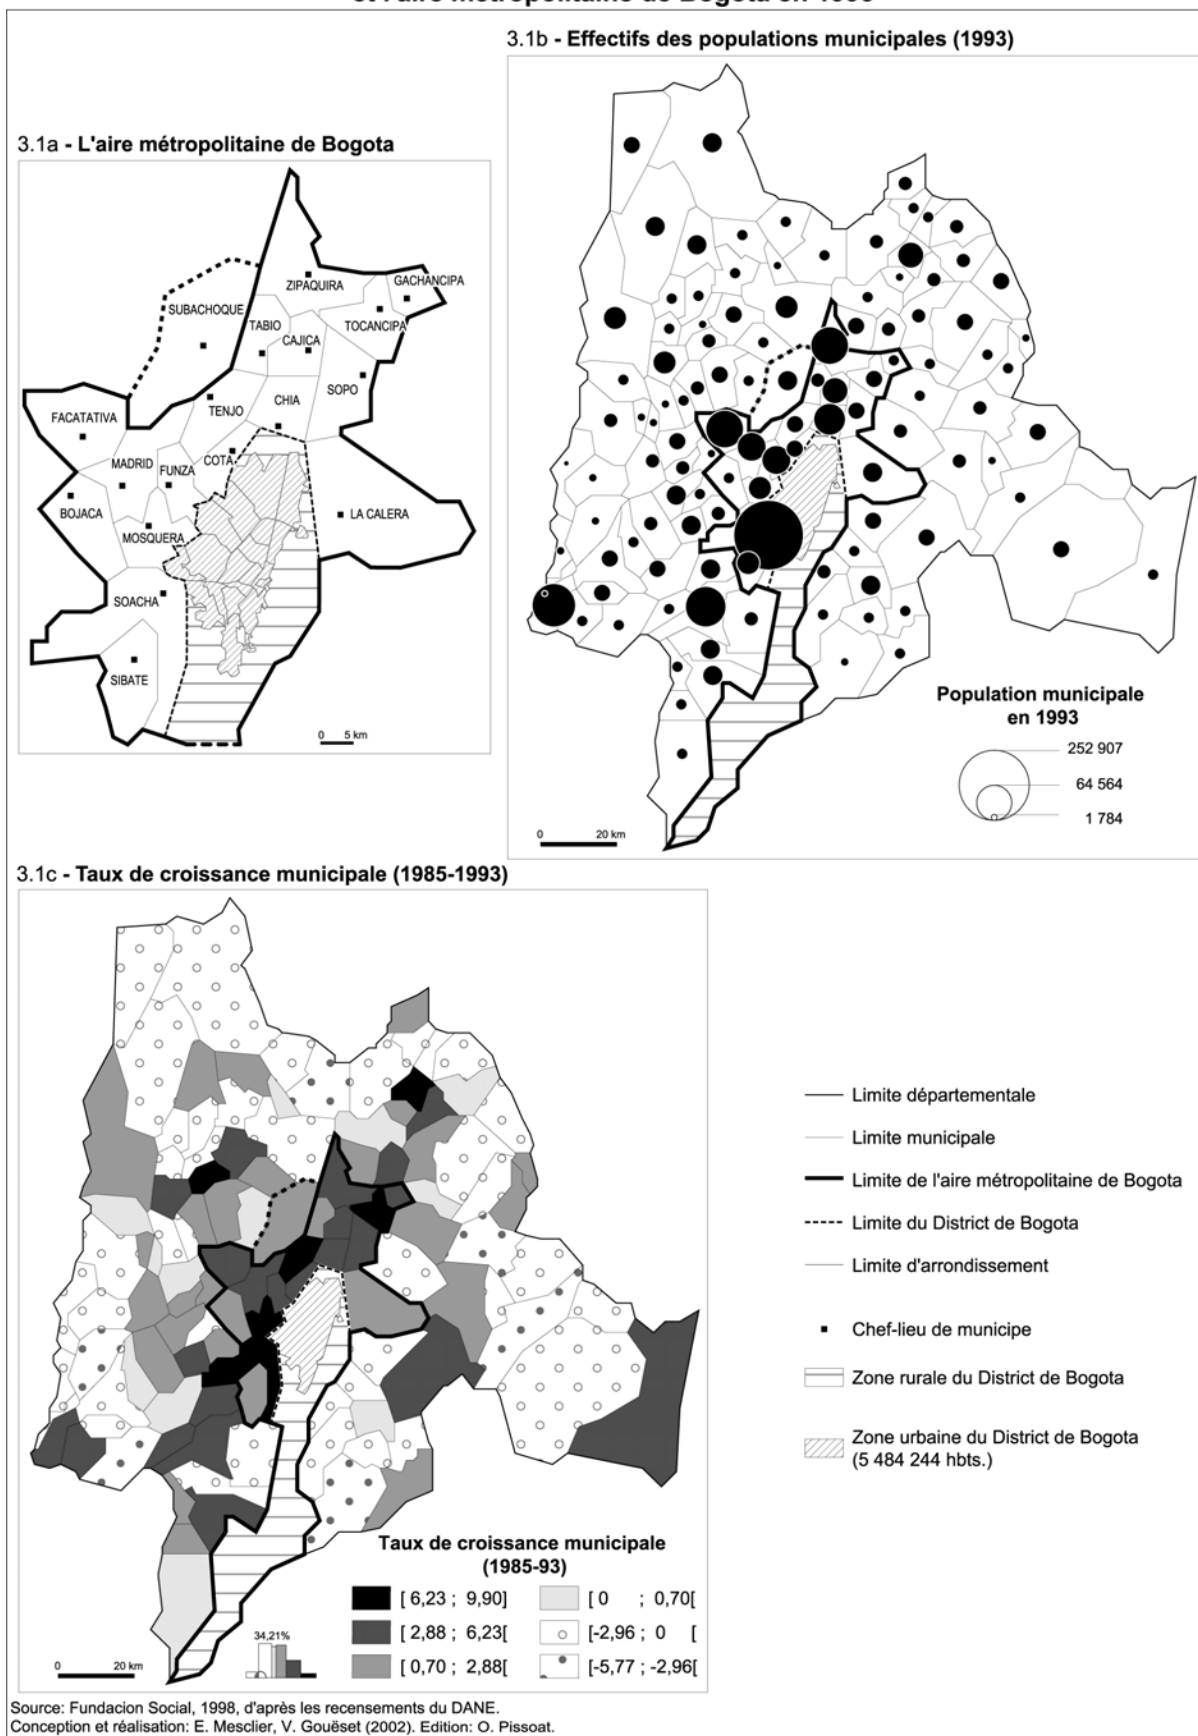 3.1b - Effectifs des populations municipales (1993)
3.1a - L'aire métropolitaine de Bogota
ZIPAQUIRA
GACHANCIPA
SUBACHOQUE
TABIO
TOCANCIPA
CAJICA
SOPO
TENJO
CHIA
FACATATIVA
MADRID
FUNZA
COTA
BOJACA
LA CALERA
MOSQUERA
SOACHA
SIBATE
0 5 km
Population municipale
en 1993
252 907
64 564
1 784
0 20 km
3.1c - Taux de croissance municipale (1985-1993)
Limite départementale
Limite municipale
Limite de l'aire métropolitaine de Bogota
Limite du District de Bogota
Limite d'arrondissement
Chef-lieu de municipe
Zone rurale du District de Bogota
Zone urbaine du District de Bogota
(5 484 244 hbts.)
Taux de croissance municipale
(1985-93)
[ 6,23 ; 9,90] [ 0 ; 0,70[
[ 2,88 ; 6,23[ [-2,96 ; 0 [
[ 0,70 ; 2,88[ [-5,77 ; -2,96[
34,21%
0 20 km
Source: Fundacion Social, 1998, d'après les recensements du DANE.
Conception et réalisation: E. Mesclier, V. Gouëset (2002). Edition: O. Pissoat.